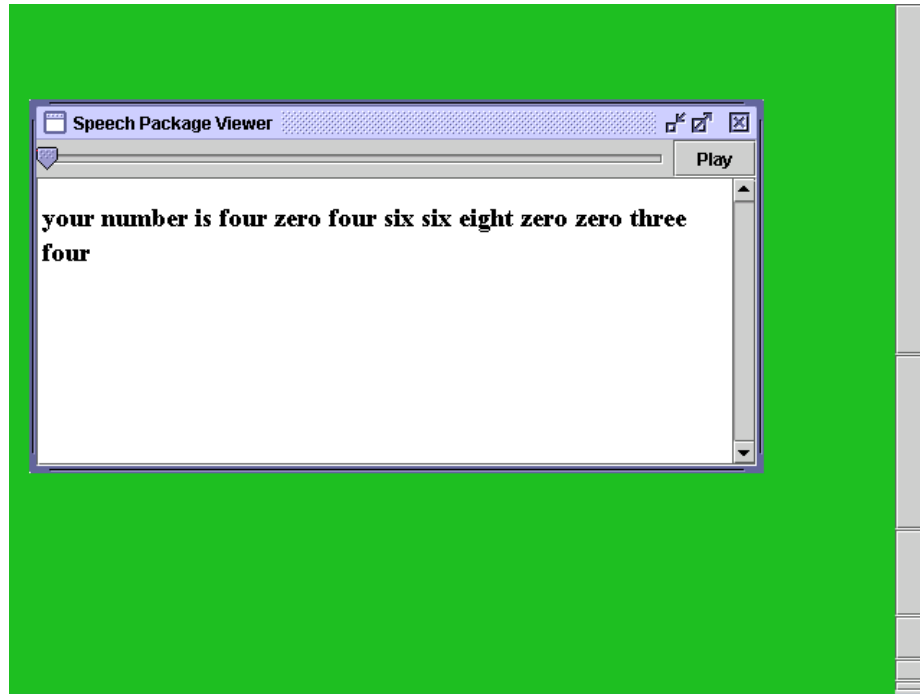 Speech Package Viewer
Play
your number is four zero four six six eight zero zero three
four